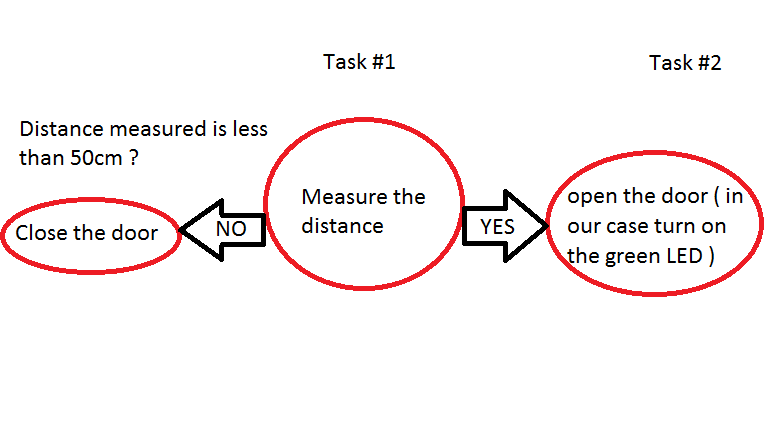 Task #1
Task #2
Distance measured is less
than 50cm ?
Close the door
NO
Measure the
distance
YES
open the door ( in
our case turn on
the green LED )